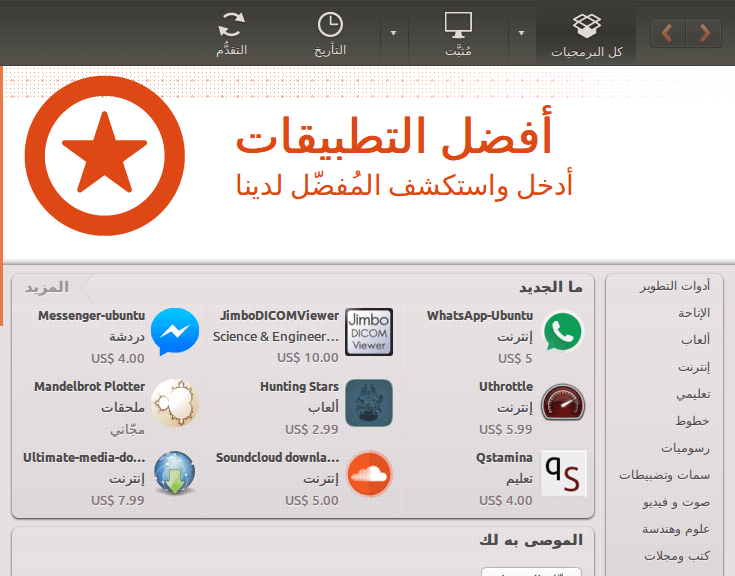 كل البرمجيات
مُثبَّت
التأريخ
التقدُّم
أفضل التطبيقات
أدخل واستكشف المُفضّل لدينا
أدوات التطوير
الإتاحة
ألعاب
إنترنت
تعليمي
خطوط
رسوميات
سمات وتضبيطات
صوت و فيديو
علوم وهندسة
كتب ومجلات
ما الجديد
المزيد
WhatsApp-Ubuntu
إنترنت
US$ 5
Jimbo
DICOM
Viewer
JimboDICOMViewer
Science & Engineer...
US$ 10.00
Messenger-ubuntu
دردشة
US$ 4.00
Uthrottle
إنترنت
US$ 5.99
Hunting Stars
ألعاب
US$ 2.99
Mandelbrot Plotter
ملحقات
مجّاني
qs
Qstamina
تعليم
US$ 4.00
Soundcloud downla...
إنترنت
US$ 5.00
Ultimate-media-do...
إنترنت
US$ 7.99
الموصى به لك